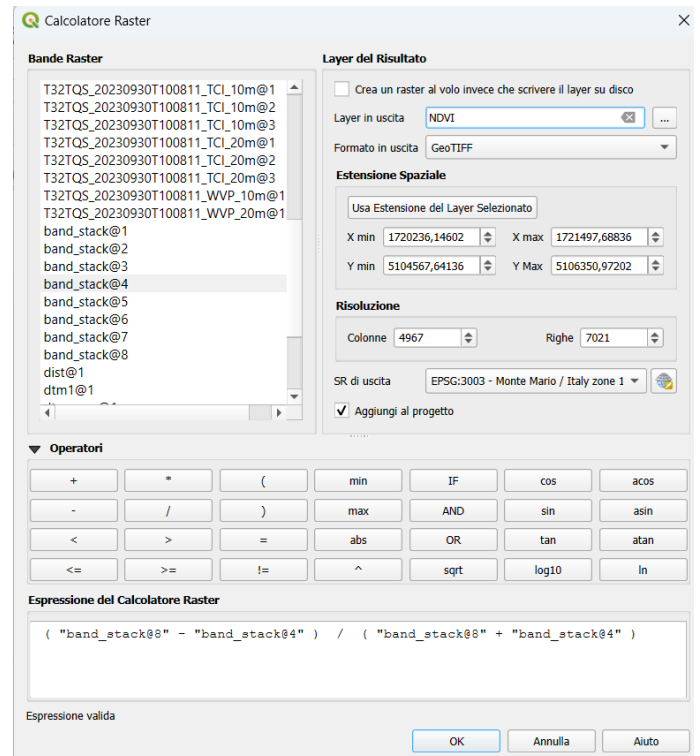 Calcolatore Raster
Bande Raster
T32TQS_20230930T100811_TCI_10m@1
T32TQS_20230930T100811_TCI_10m@2
T32TQS_20230930T100811_TCI_10m@3
T32TQS_20230930T100811_TCI_20m@1
T32TQS_20230930T100811_TCI_20m@2
T32TQS_20230930T100811_TCI_20m@3
T32TQS_20230930T100811_WVP_10m@1
T32TQS_20230930T100811_WVP_20m@1
band_stack@1
band_stack@2
band_stack@3
band_stack@4
band_stack@5
band_stack@6
band_stack@7
band_stack@8
dist@1
dtm1@1
Layer del Risultato
Crea un raster al volo invece che scrivere il layer su disco
Layer in uscita NDVI ...
Formato in uscita GeoTIFF
Estensione Spaziale
Usa Estensione del Layer Selezionato
X min 1720236,14602 X max 1721497,68836
Y min 5104567,64136 Y Max 5106350,97202
Risoluzione
Colonne 4967 Righe 7021
SR di uscita EPSG:3003 - Monte Mario / Italy zone 1
Aggiungi al progetto
Operatori
+ * ( min IF cos acos
- / ) max AND sin asin
< > = abs OR tan atan
<= >= != ^ sqrt log10 ln
Espressione del Calcolatore Raster
( "band_stack@8" - "band_stack@4" ) / ( "band_stack@8" + "band_stack@4" )
Espressione valida
OK Annulla Aiuto